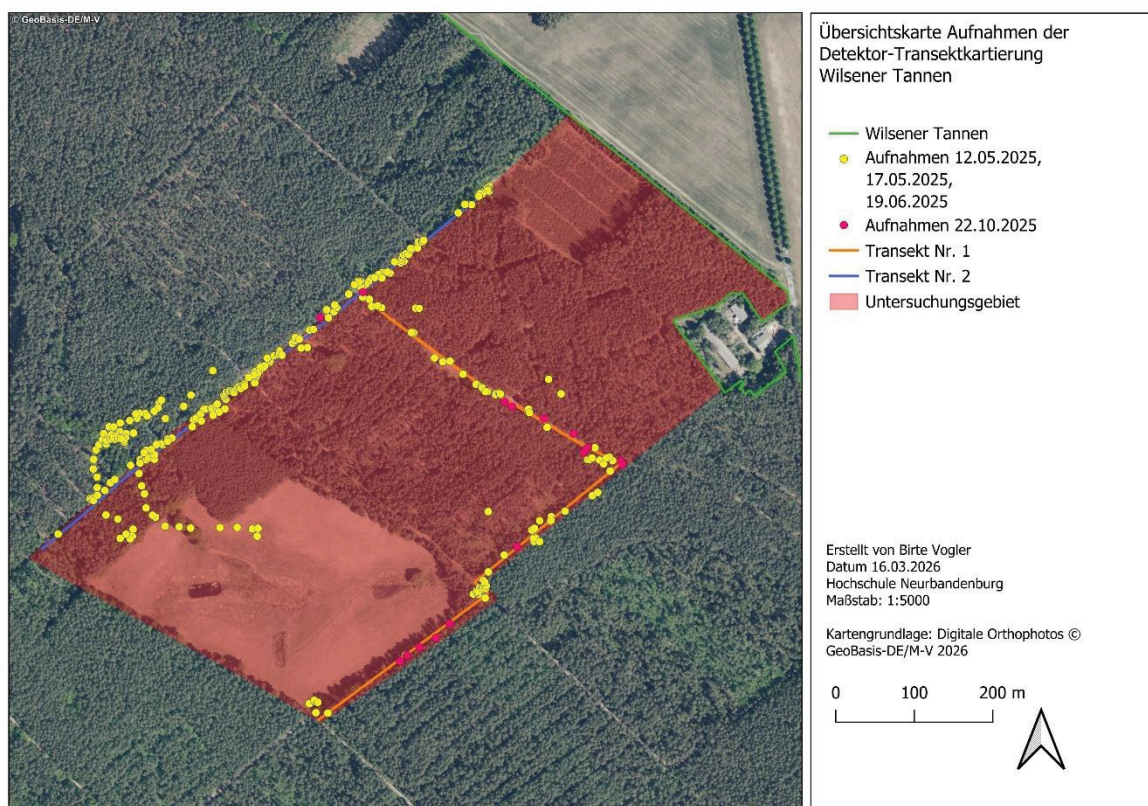 © GeoBasis-DE/M-V
Übersichtskarte Aufnahmen der
Detektor-Transektkartierung
Wilsener Tannen
Wilsener Tannen
Aufnahmen 12.05.2025,
17.05.2025,
19.06.2025
Aufnahmen 22.10.2025
Transekt Nr. 1
Transekt Nr. 2
Untersuchungsgebiet
Erstellt von Birte Vogler
Datum 16.03.2026
Hochschule Neurbandenburg
Maßstab: 1:5000
Kartengrundlage: Digitale Orthophotos ©
GeoBasis-DE/M-V 2026
0 100 200 m